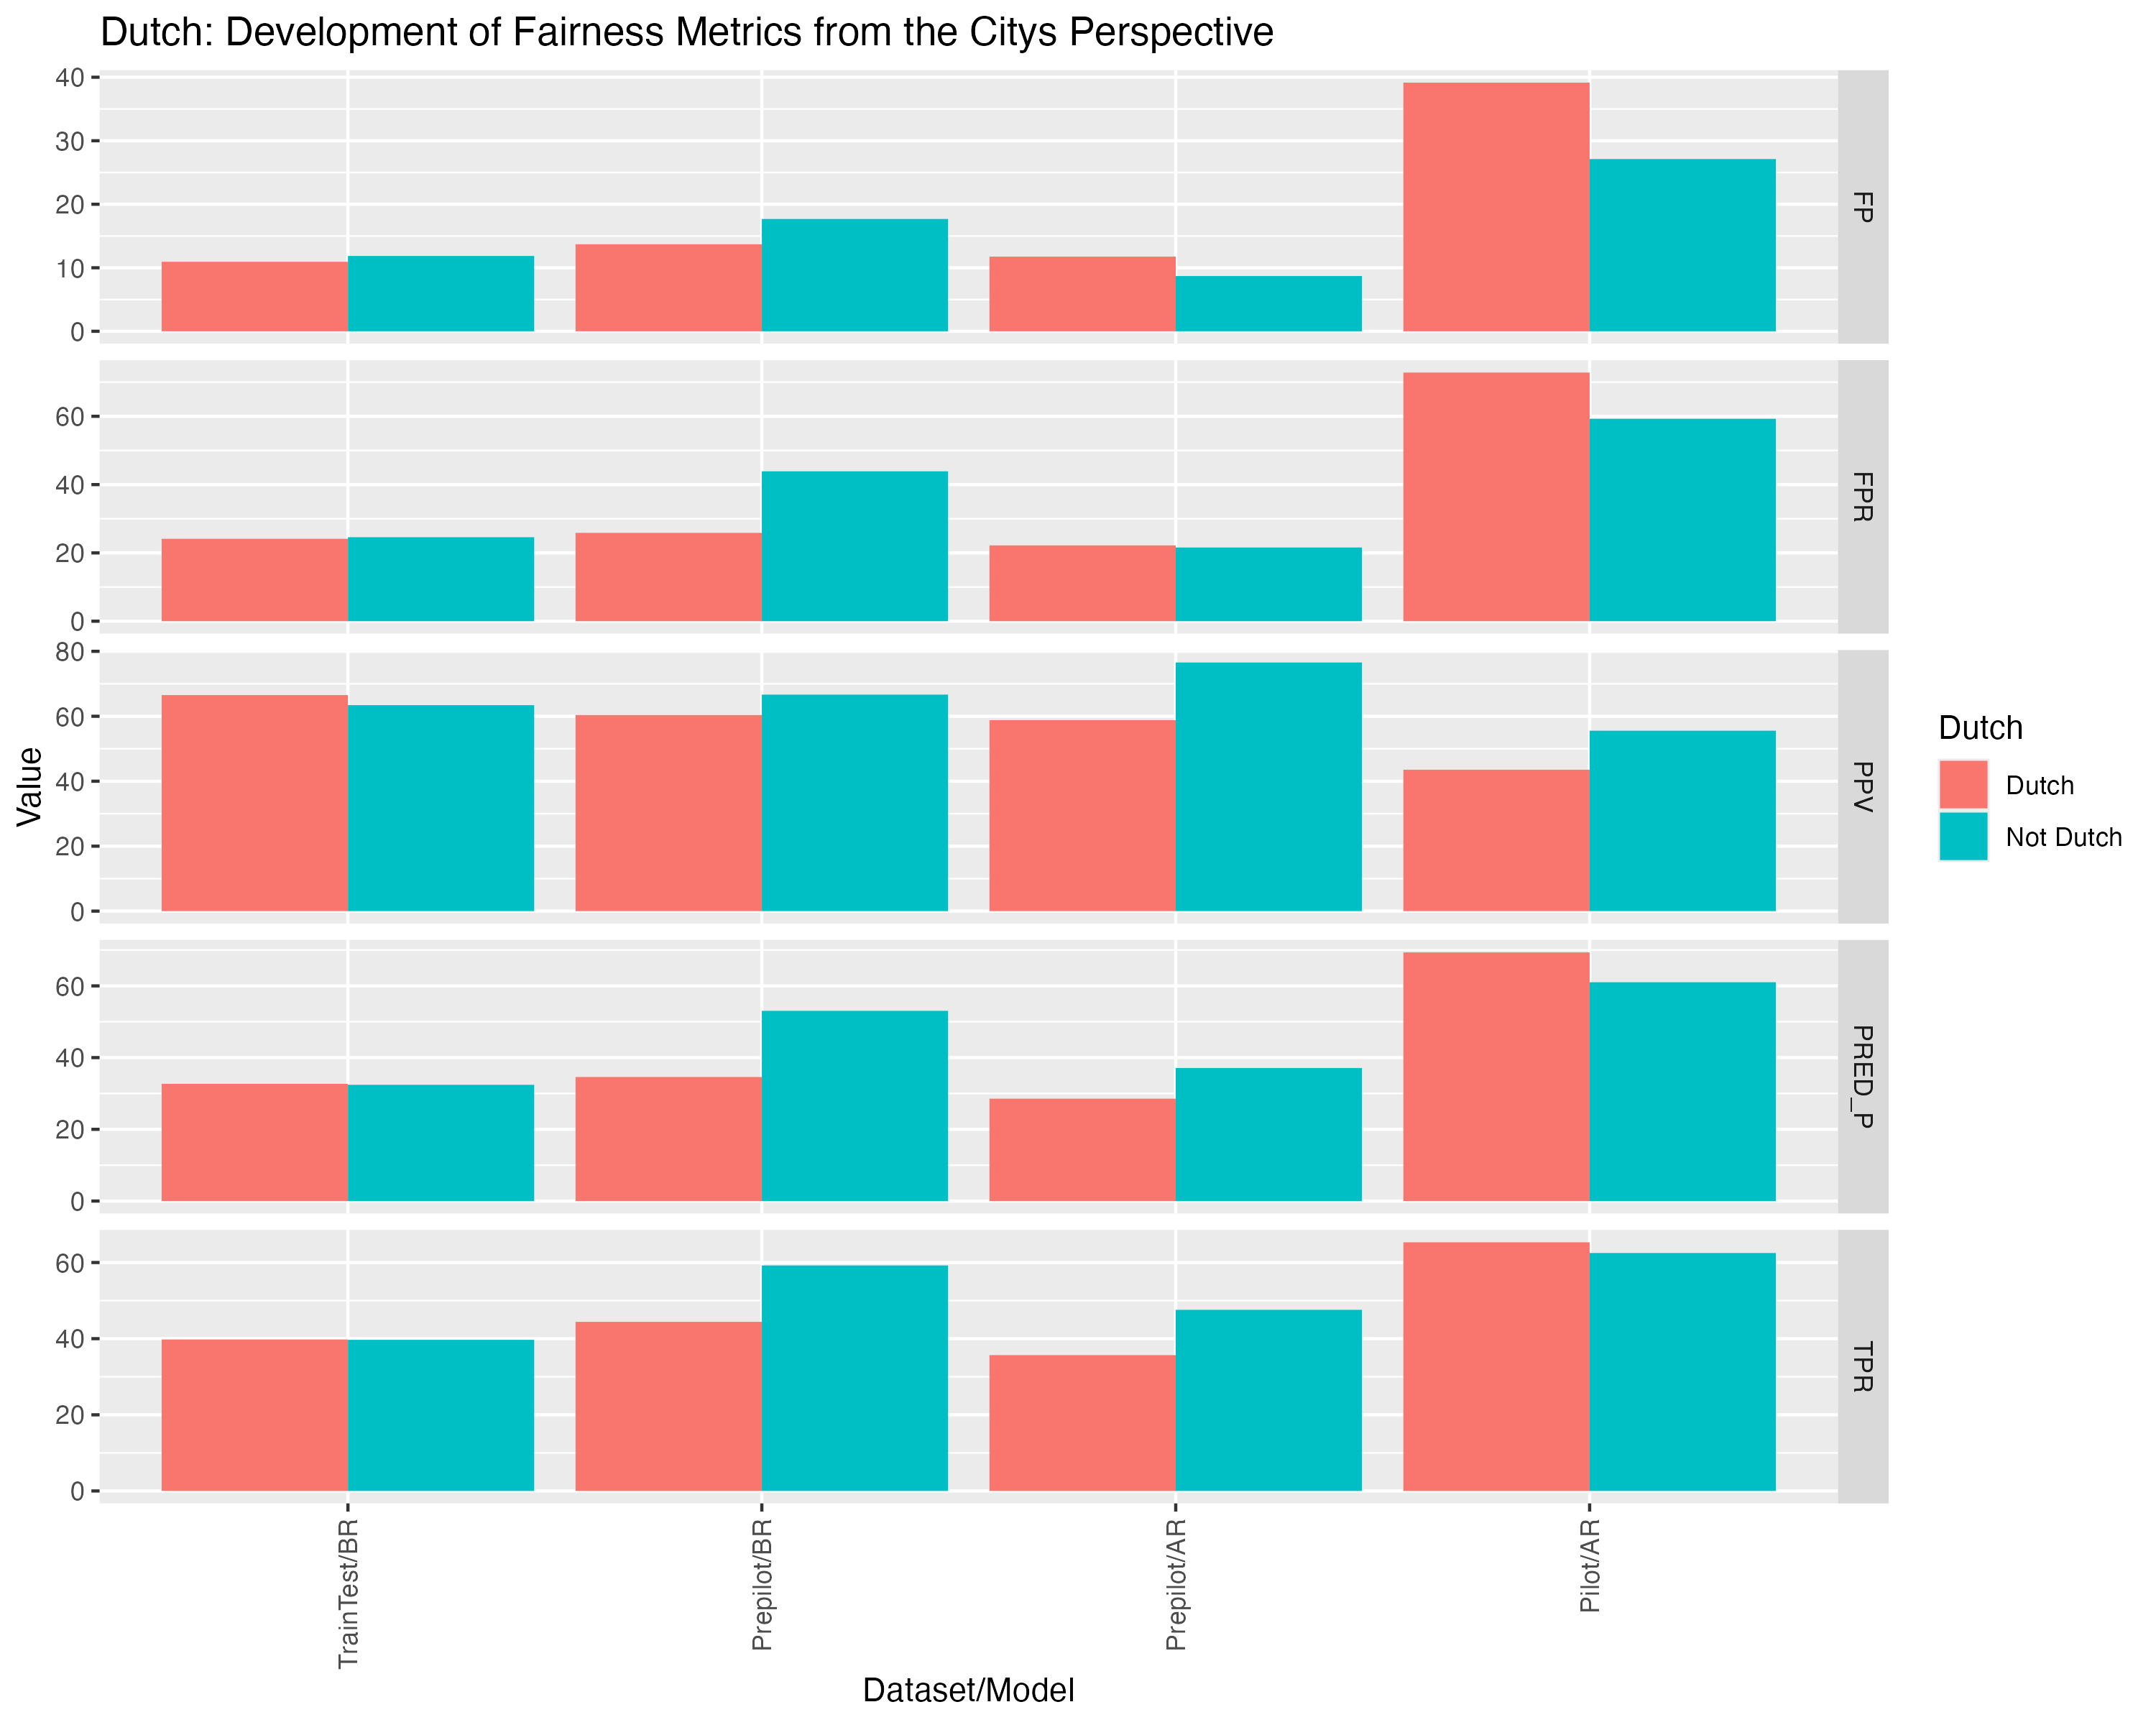 Dutch: Development of Fairness Metrics from the Citys Perspective
Value
40
30
20
10
0
FP
60
40
20
0
FPR
80
60
40
20
0
PPV
60
40
20
0
PRED_P
60
40
20
0
TPR
TrainTest/BR
Prepilot/BR
Prepilot/AR
Pilot/AR
Dataset/Model
Dutch
Dutch
Not Dutch